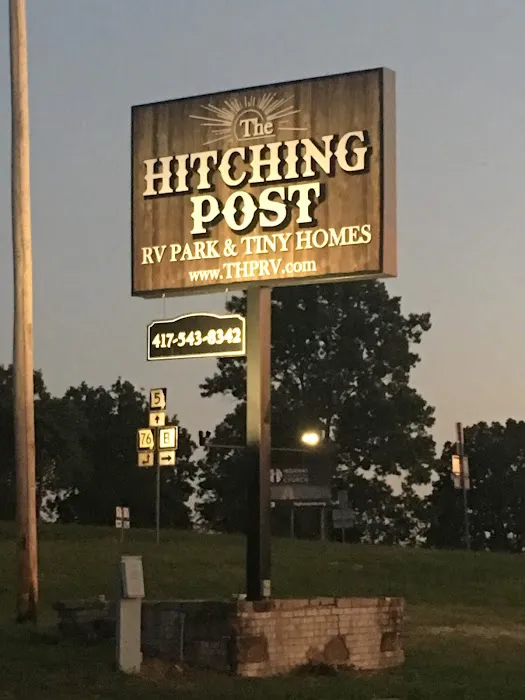 The
HITCHING
POST
RV PARK & TINY HOMES
www.THPRV.com
417-543-8342
5
76
CHURCH